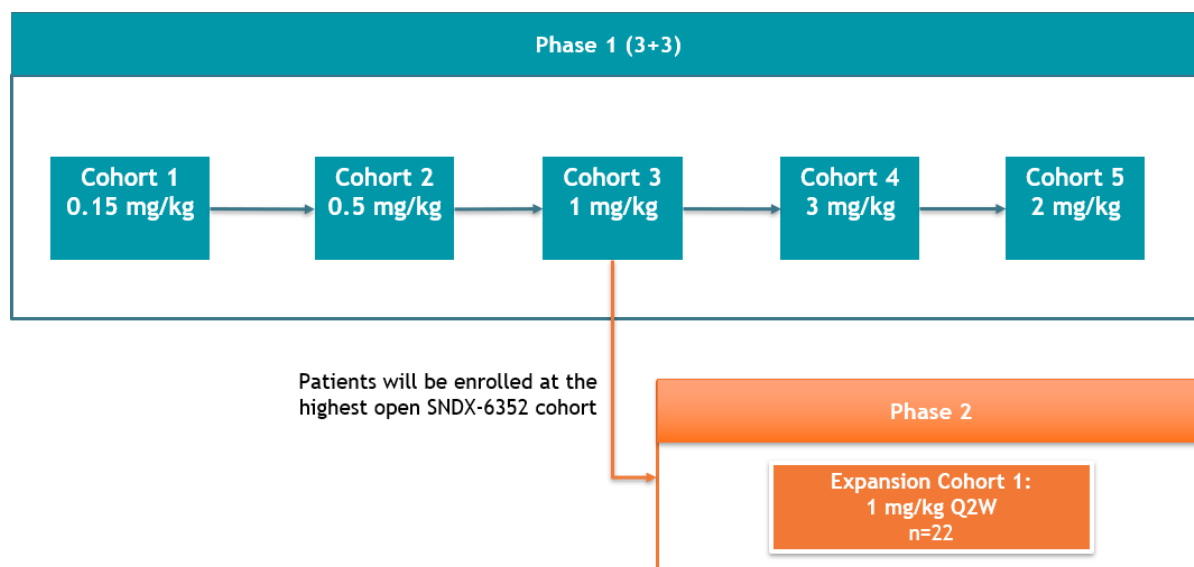 Phase 1 (3+3)
Cohort 1
0.15 mg/kg
Cohort 2
0.5 mg/kg
Cohort 3
1 mg/kg
Cohort 4
3 mg/kg
Cohort 5
2 mg/kg
Patients will be enrolled at the
highest open SNDX-6352 cohort
Phase 2
Expansion Cohort 1:
1 mg/kg Q2W
n=22